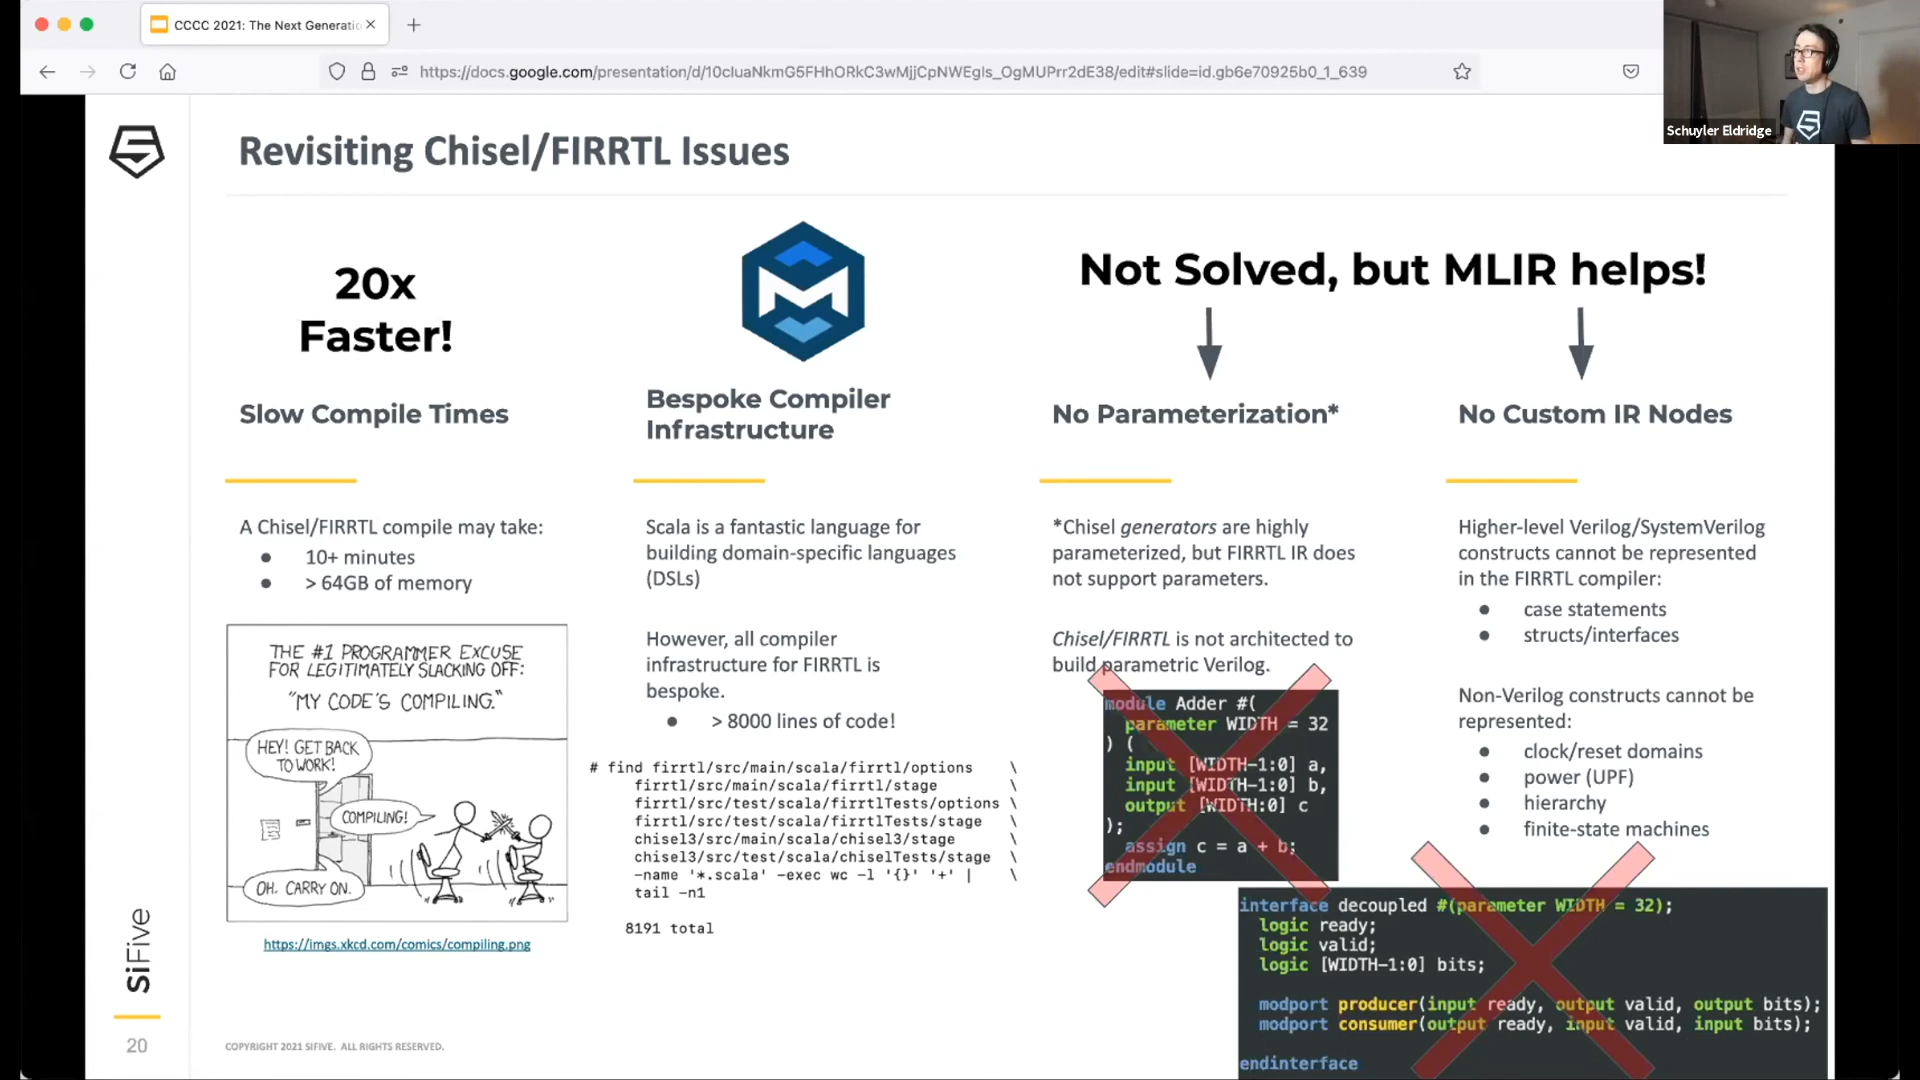 CCCC 2021: The Next Generatio
https://docs.google.com/presentation/d/10cIuaNkmG5FHhORkC3wMjjCpNWEgIs_OgMUPrr2dE38/edit#slide=id.gb6e70925b0_1_639
Schuyler Eldridge
Revisiting Chisel/FIRRTL Issues
20x
Faster!
Slow Compile Times
A Chisel/FIRRTL compile may take:
● 10+ minutes
● > 64GB of memory
THE #1 PROGRAMMER EXCUSE
FOR LEGITIMATELY SLACKING OFF:
"MY CODE'S COMPILING."
HEY! GET BACK
TO WORK!
COMPILING!
OH. CARRY ON.
https://imgs.xkcd.com/comics/compiling.png
Bespoke Compiler
Infrastructure
Scala is a fantastic language for
building domain-specific languages
(DSLs)
However, all compiler
infrastructure for FIRRTL is
bespoke.
● > 8000 lines of code!
# find firrtl/src/main/scala/firrtl/options \
firrtl/src/main/scala/firrtl/stage \
firrtl/src/test/scala/firrtlTests/options \
firrtl/src/test/scala/firrtlTests/stage \
chisel3/src/main/scala/chisel3/stage \
chisel3/src/test/scala/chiselTests/stage \
-name '*.scala' -exec wc -l '{}' '+' | \
tail -n1
8191 total
Not Solved, but MLIR helps!
No Parameterization*
*Chisel generators are highly
parameterized, but FIRRTL IR does
not support parameters.
Chisel/FIRRTL is not architected to
build parametric Verilog.
module Adder #(
parameter WIDTH = 32
) (
input [WIDTH-1:0] a,
input [WIDTH-1:0] b,
output [WIDTH:0] c
);
assign c = a + b;
endmodule
No Custom IR Nodes
Higher-level Verilog/SystemVerilog
constructs cannot be represented
in the FIRRTL compiler:
● case statements
● structs/interfaces
Non-Verilog constructs cannot be
represented:
● clock/reset domains
● power (UPF)
● hierarchy
● finite-state machines
interface decoupled #(parameter WIDTH = 32);
logic ready;
logic valid;
logic [WIDTH-1:0] bits;
modport producer(input ready, output valid, output bits);
modport consumer(output ready, input valid, input bits);
endinterface
SiFive
20
COPYRIGHT 2021 SIFIVE. ALL RIGHTS RESERVED.